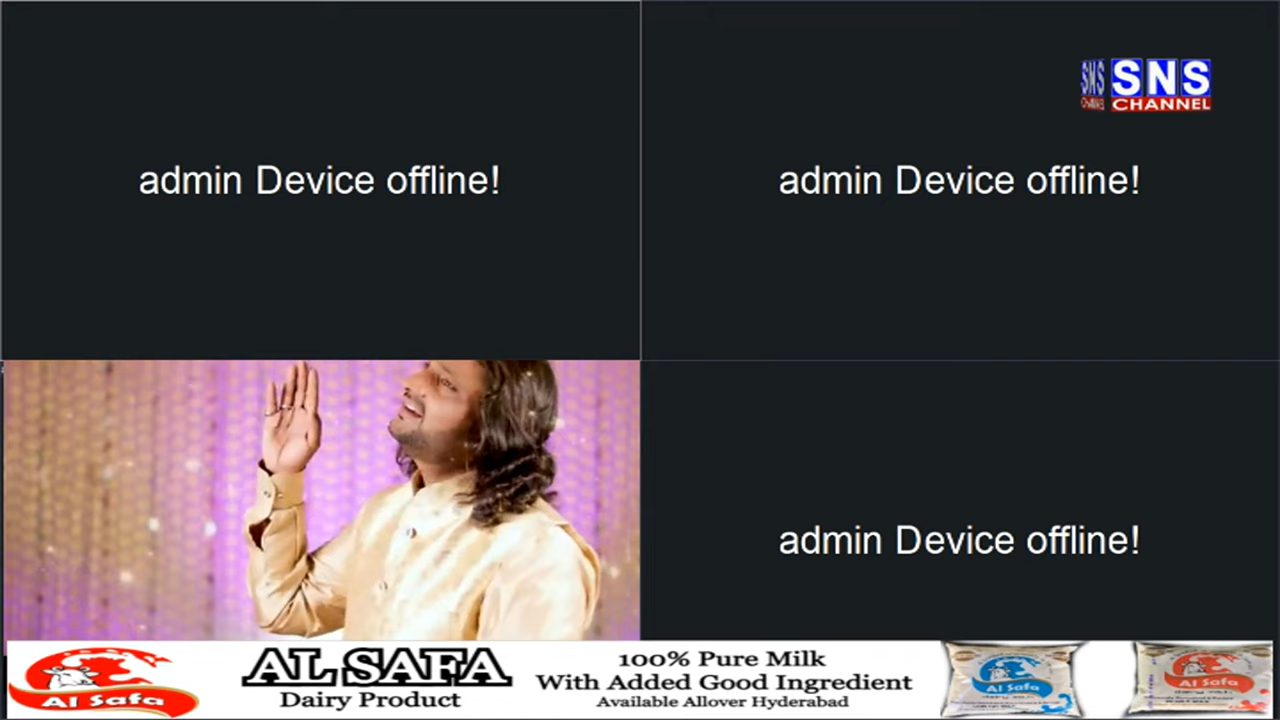 SNS SNS
CHANNEL CHANNEL
admin Device offline!
admin Device offline!
admin Device offline!
Al Safa
AL SAFA
Dairy Product
100% Pure Milk
With Added Good Ingredient
Available Allover Hyderabad
Al Safa
Al Safa